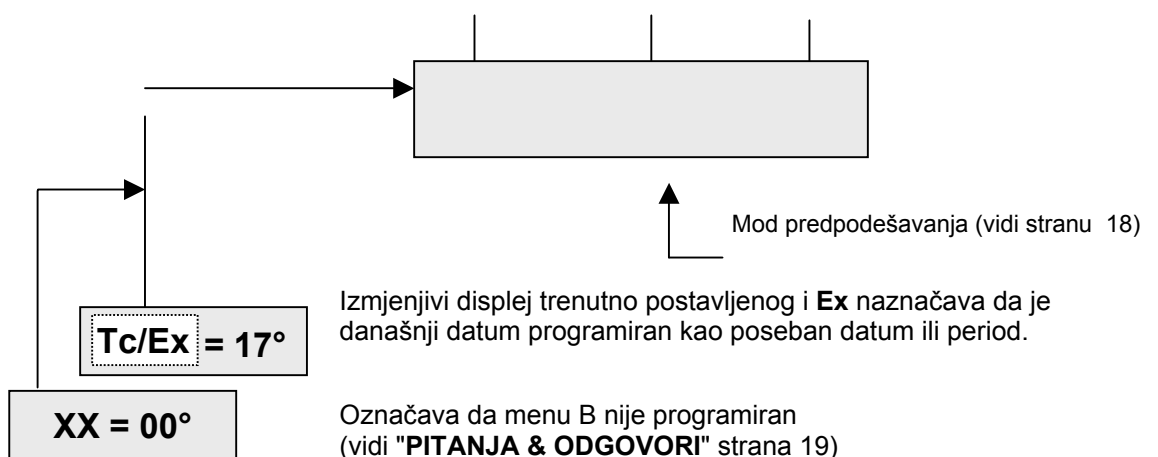 Mod predpodešavanja (vidi stranu 18)
Izmjenjivi displej trenutno postavljenog i Ex naznačava da je
današnji datum programiran kao poseban datum ili period.
Tc/Ex = 17°
Označava da menu B nije programiran
XX = 00°
(vidi "PITANJA & ODGOVORI" strana 19)